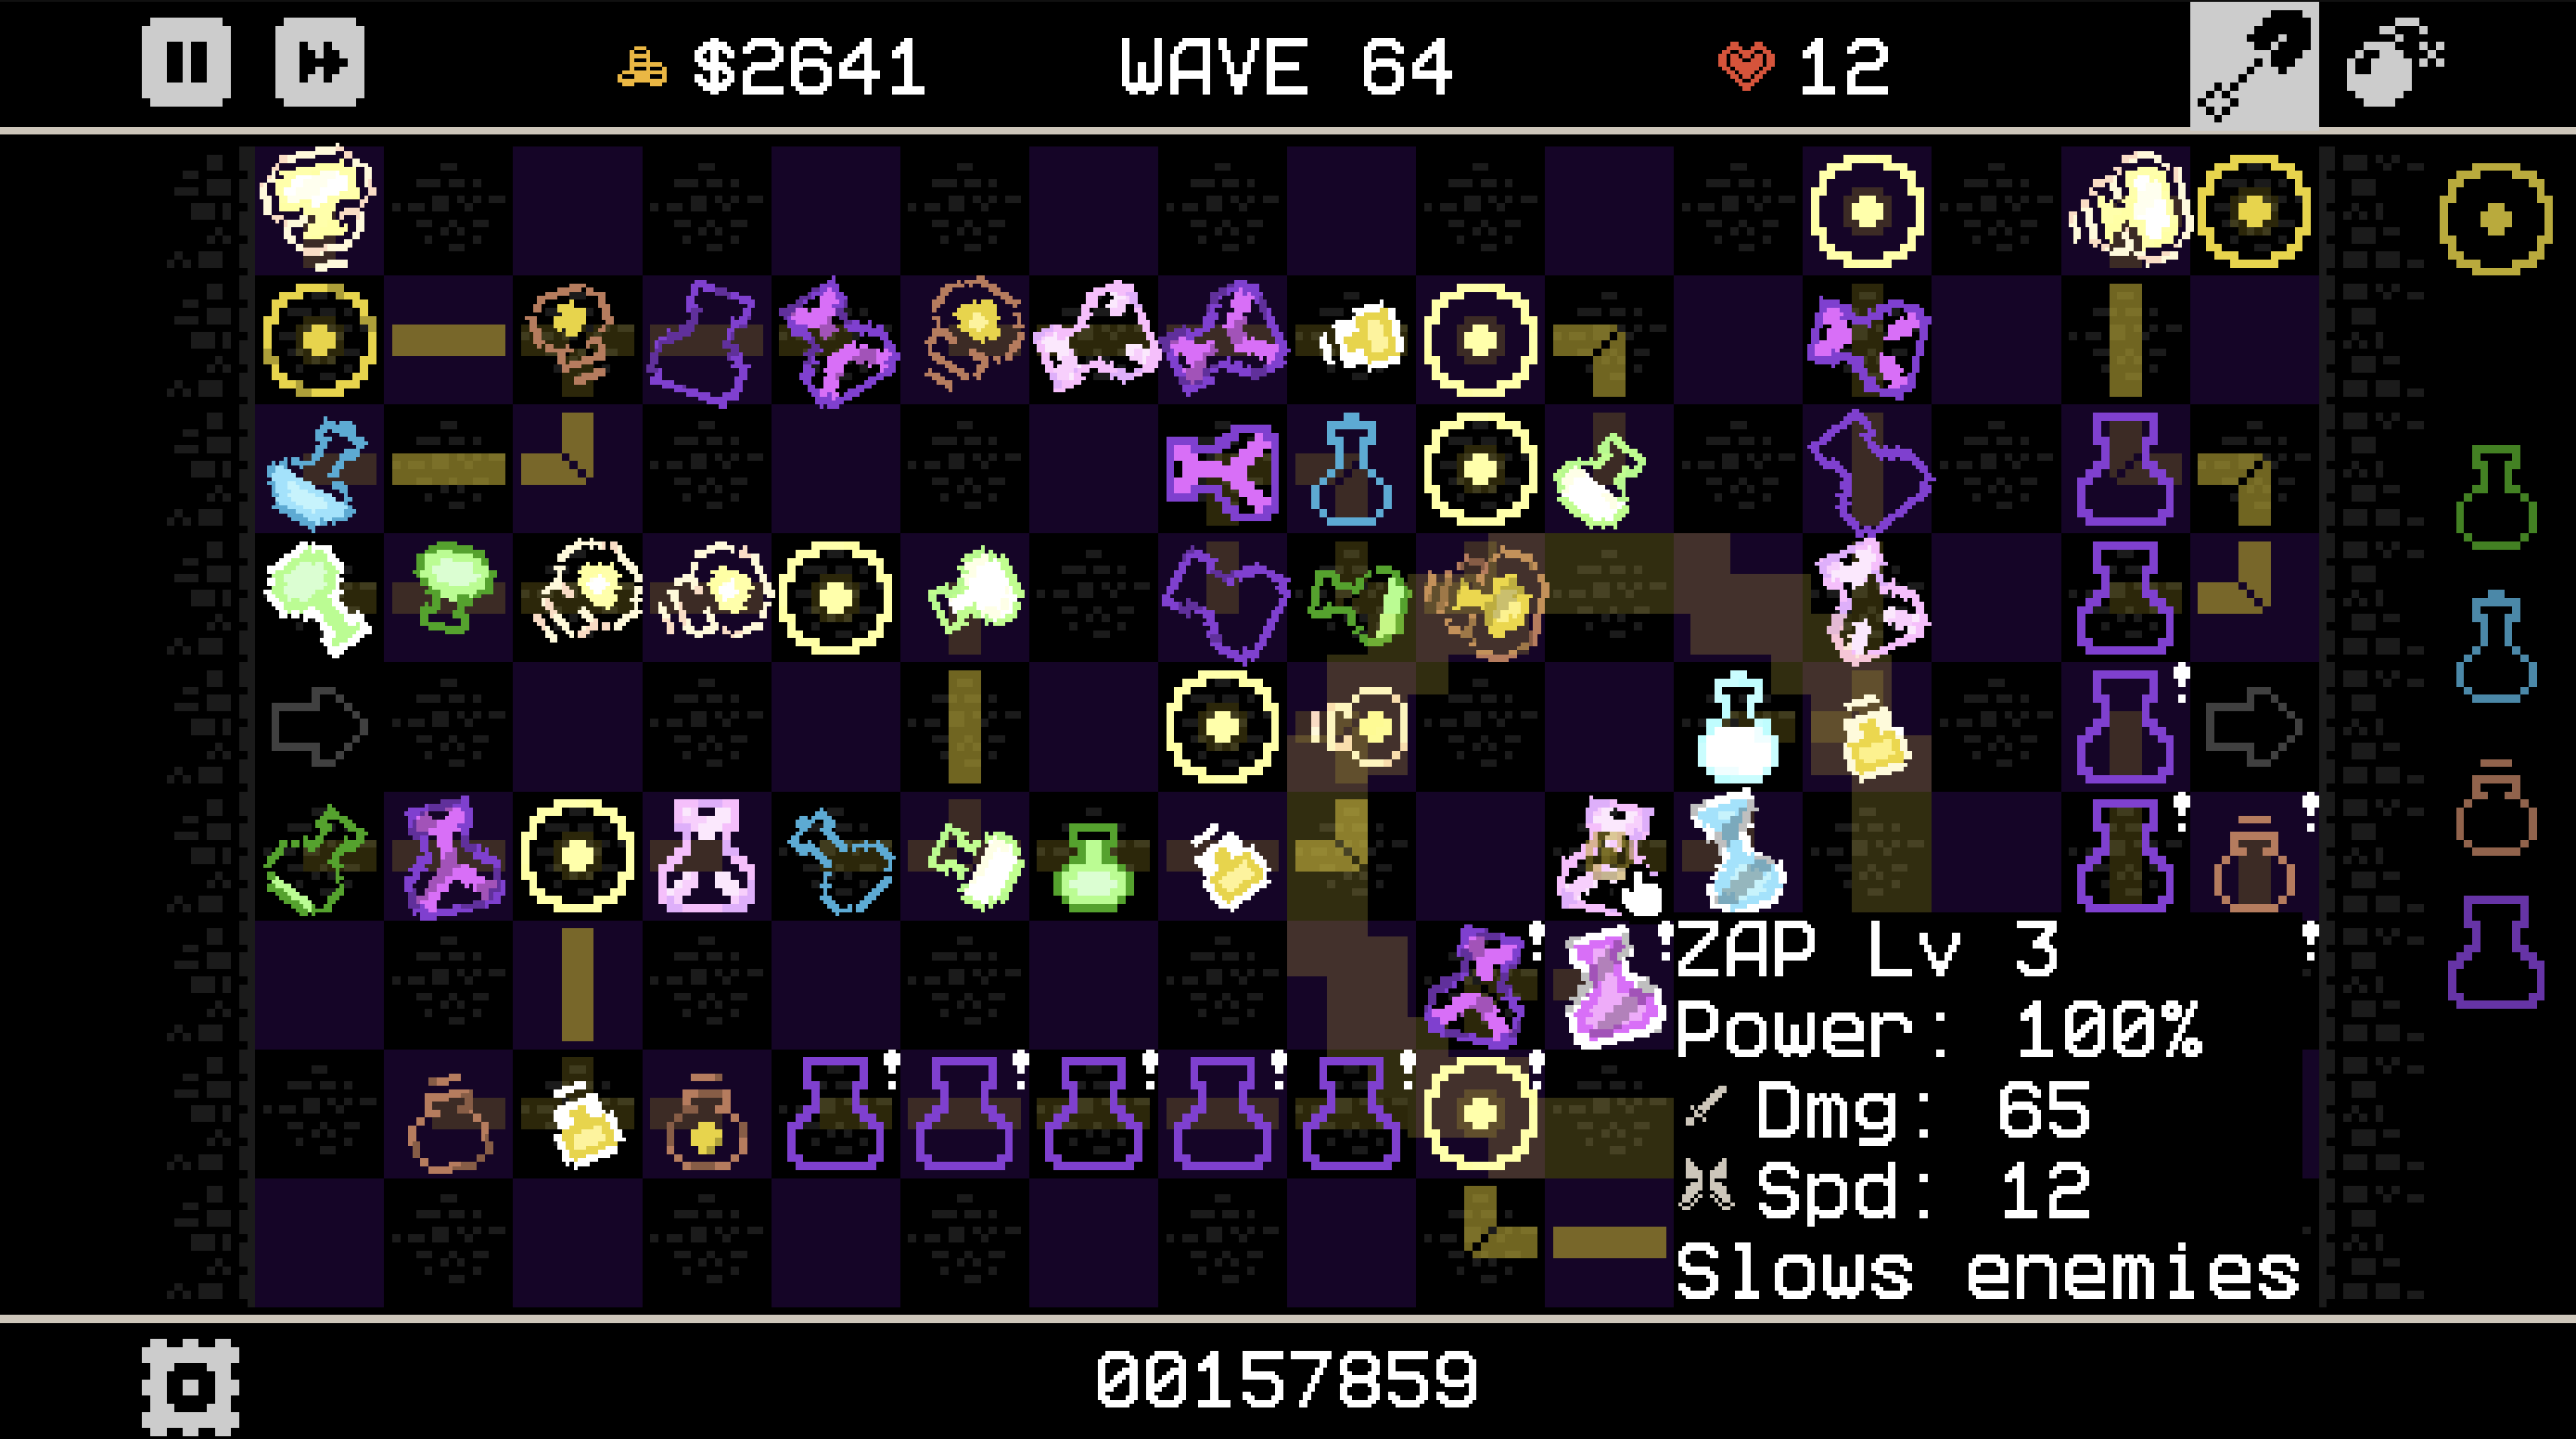 $2641
WAVE 64
12
ZAP Lv 3
Power: 100%
Dmg: 65
Spd: 12
Slows enemies
00157859